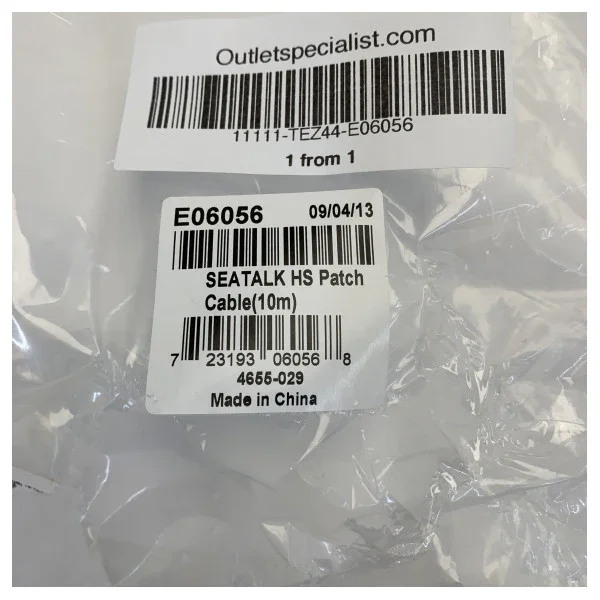 Outletspecialist.com
11111-TEZ44-E06056
1 from 1
E06056 09/04/13
SEATALK HS Patch
Cable(10m)
7 23193 06056 8
4655-029
Made in China